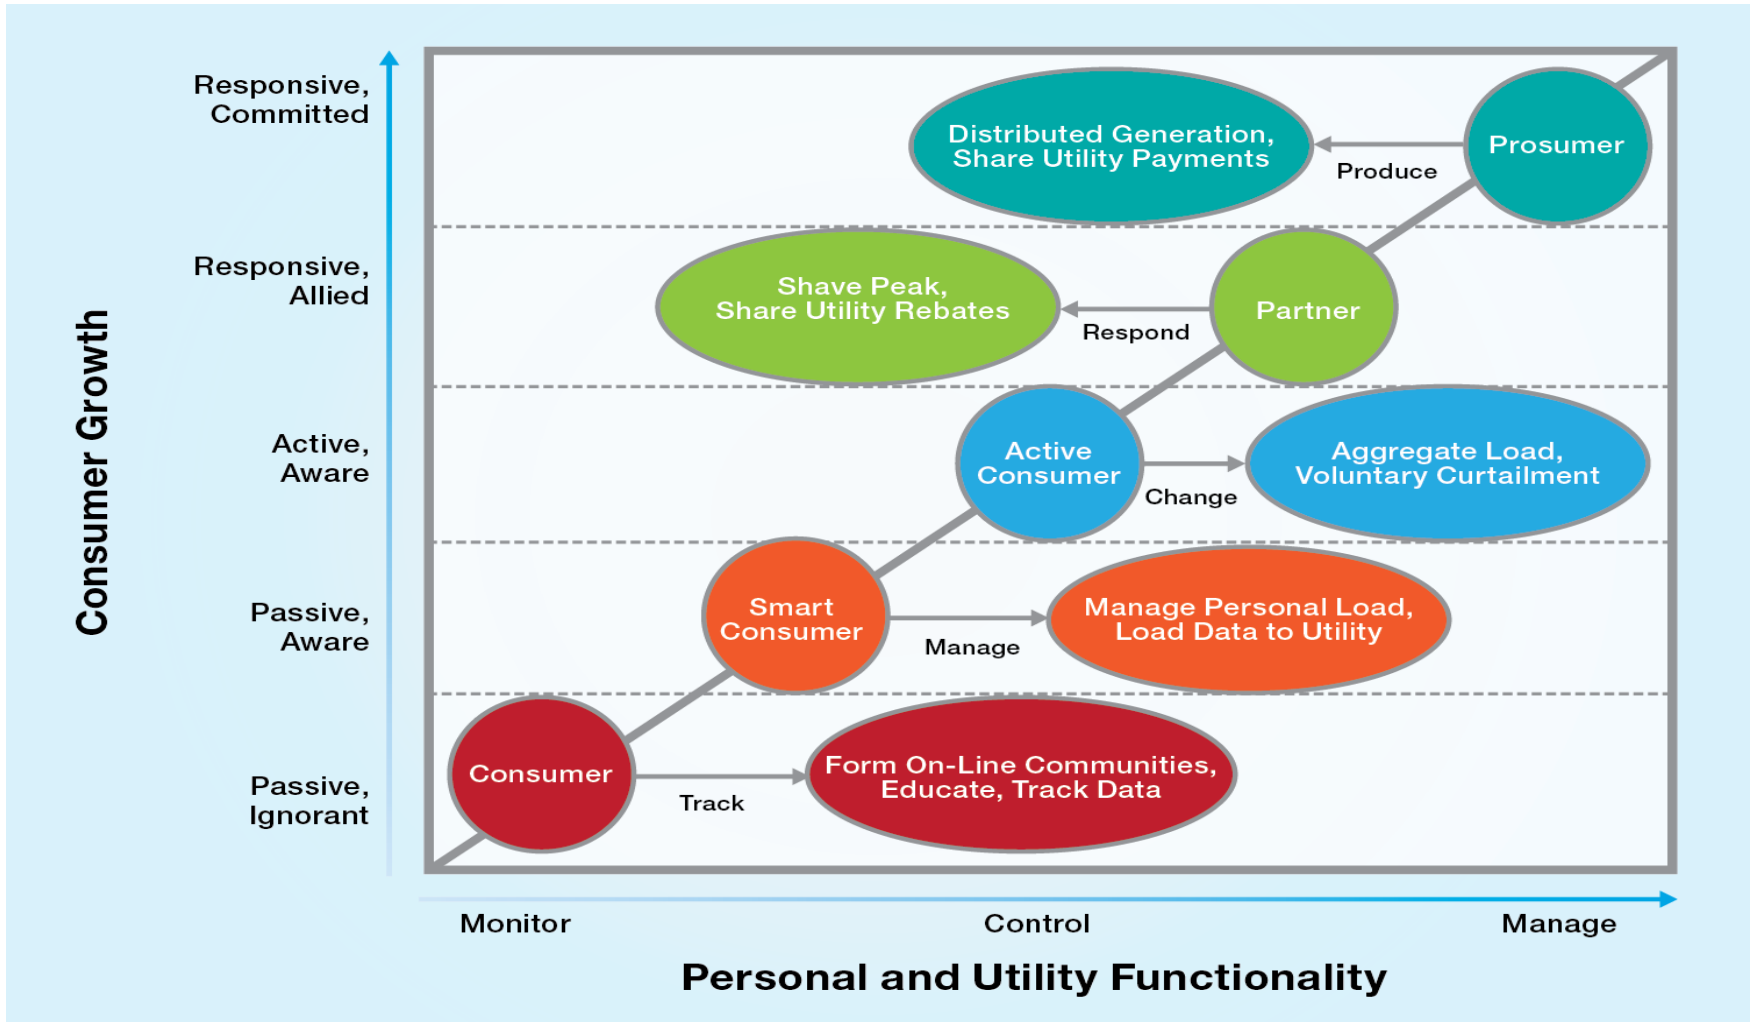 Responsive,
Committed
Distributed Generation,
Share Utility Payments
Produce
Prosumer
Responsive,
Allied
Shave Peak,
Share Utility Rebates
Respond
Partner
Consumer Growth
Active,
Aware
Active
Consumer
Change
Aggregate Load,
Voluntary Curtailment
Passive,
Aware
Smart
Consumer
Manage
Manage Personal Load,
Load Data to Utility
Passive,
Ignorant
Consumer
Track
Form On-Line Communities,
Educate, Track Data
Monitor
Control
Manage
Personal and Utility Functionality